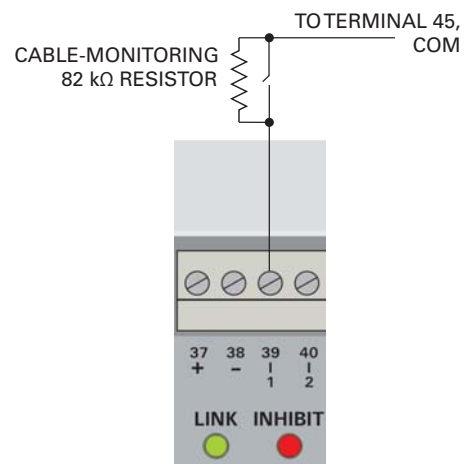 TO TERMINAL 45,
COM
CABLE-MONITORING
82 kΩ RESISTOR
37 38 39 40
+ – I I
1 2
LINK INHIBIT